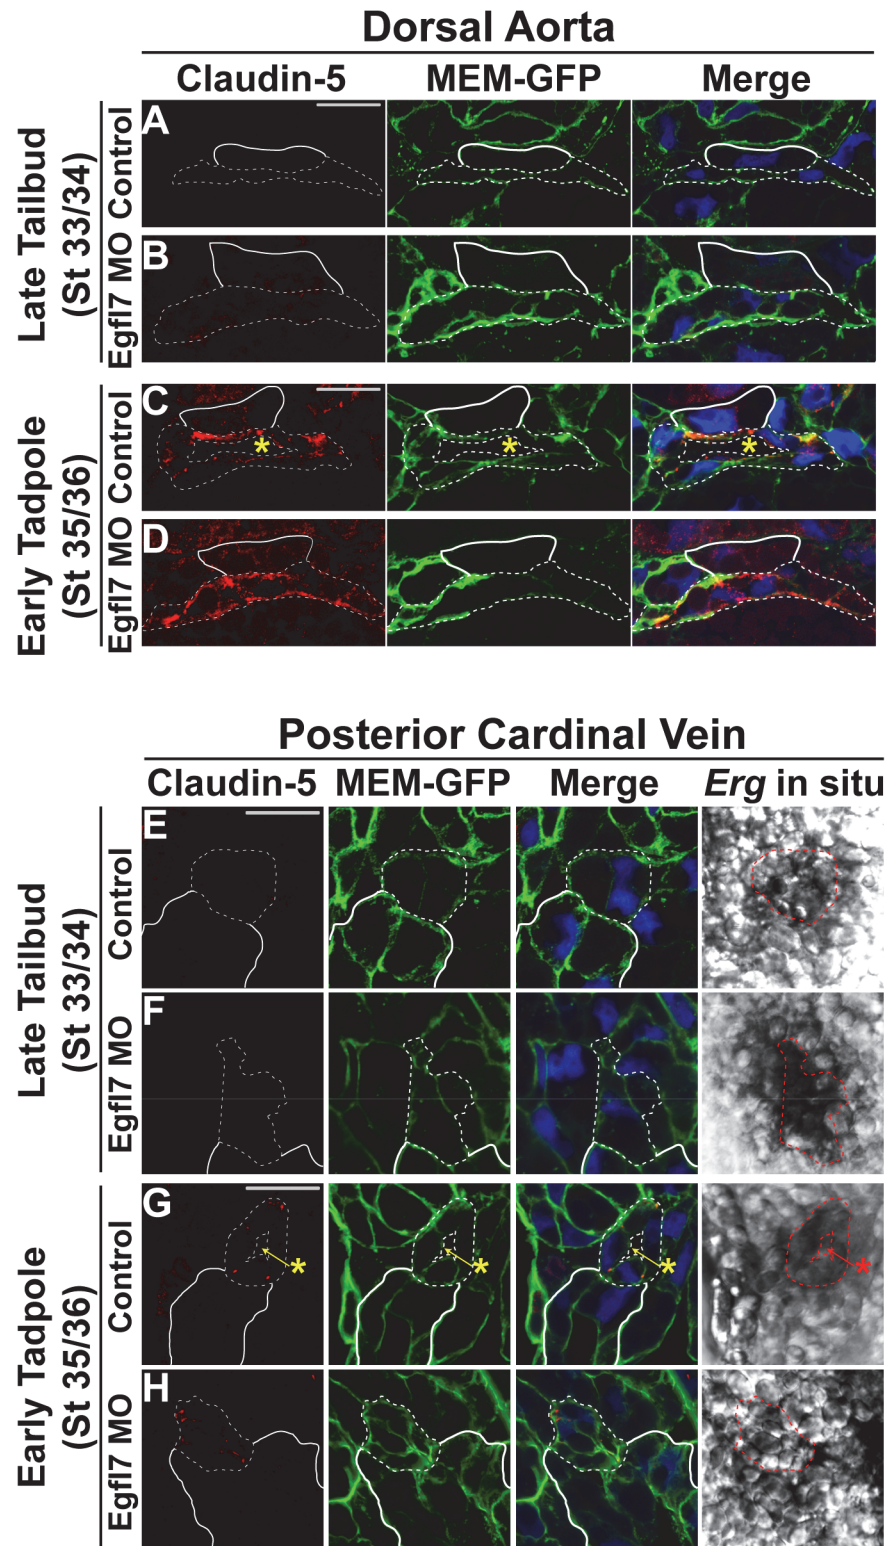 Dorsal Aorta
Claudin-5 MEM-GFP Merge
Late Tailbud
(St 33/34)
Control
A
Egfl7 MO
B
Early Tadpole
(St 35/36)
Control
C
*
*
*
Egfl7 MO
D
Posterior Cardinal Vein
Claudin-5 MEM-GFP Merge Erg in situ
Late Tailbud
(St 33/34)
Control
E
Egfl7 MO
F
Early Tadpole
(St 35/36)
Control
G
*
*
*
*
Egfl7 MO
H